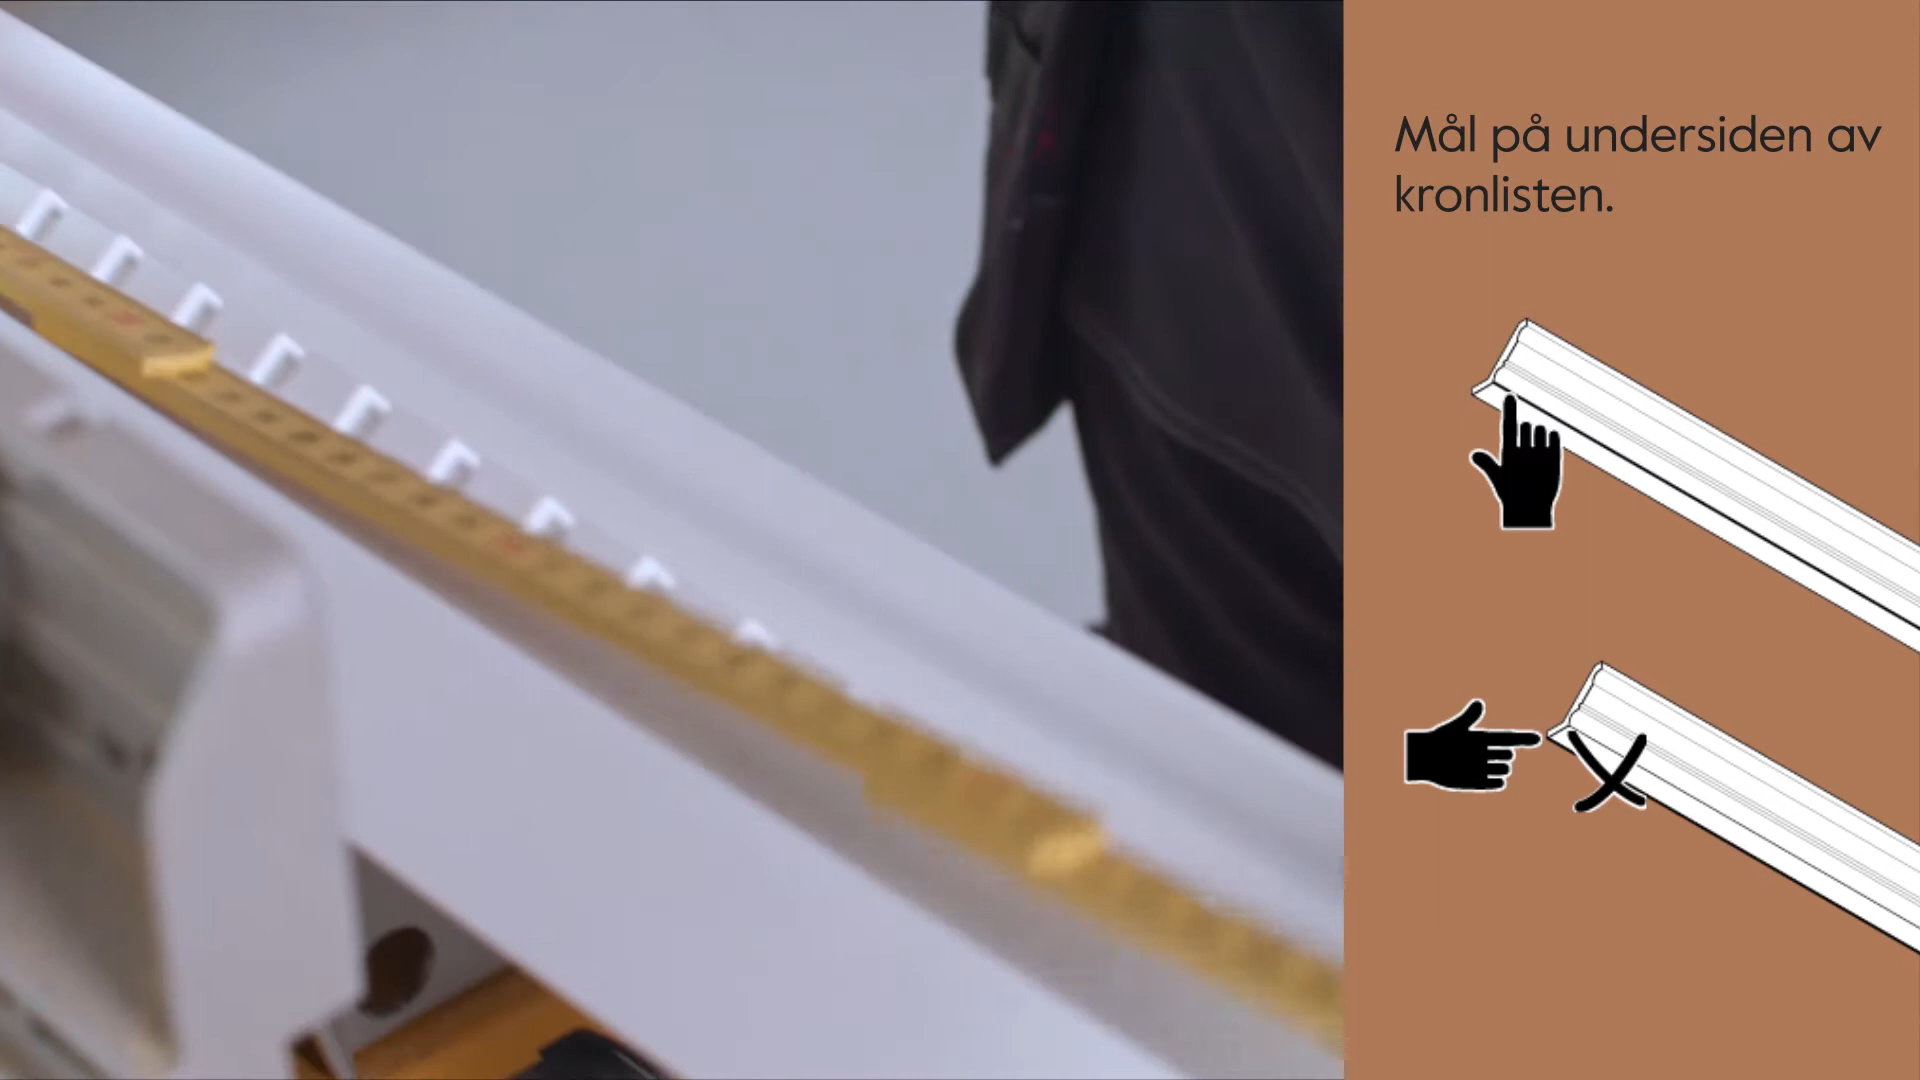 Mål på undersiden av
kronlisten.